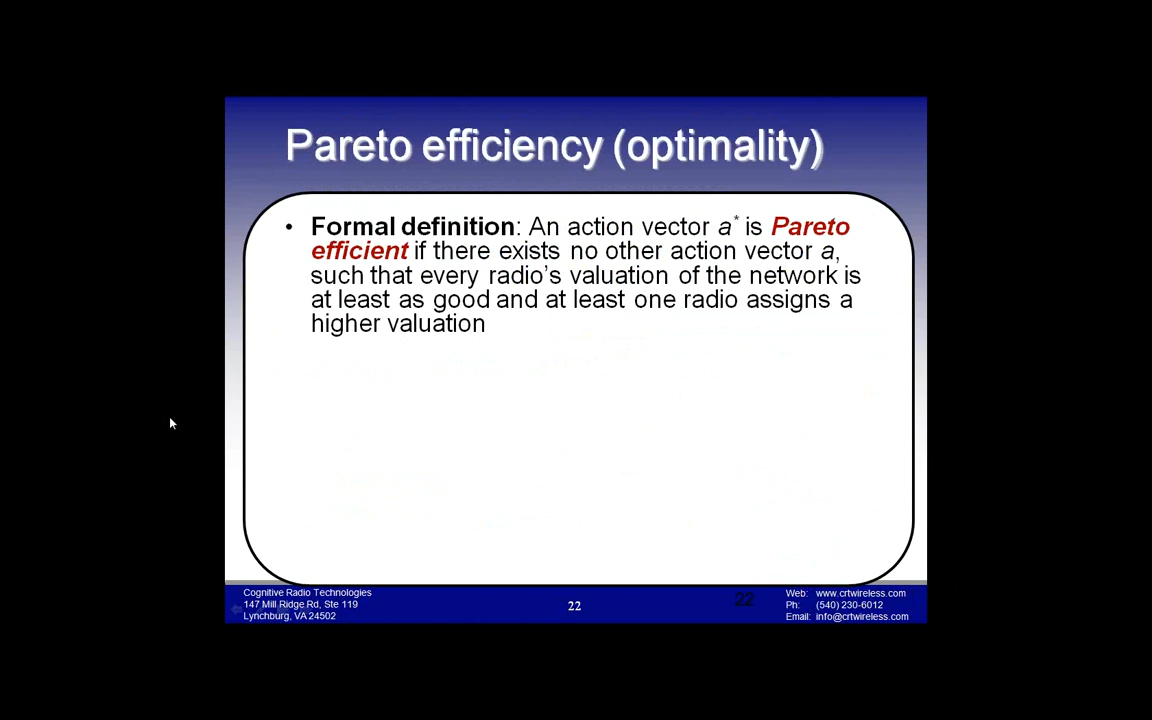 Pareto efficiency (optimality)
• Formal definition: An action vector a* is Pareto
efficient if there exists no other action vector a,
such that every radio's valuation of the network is
at least as good and at least one radio assigns a
higher valuation
Cognitive Radio Technologies
147 Mill Ridge Rd, Ste 119
Lynchburg, VA 24502
22
22
Web: www.crtwireless.com
Ph: (540) 230-6012
Email: info@crtwireless.com